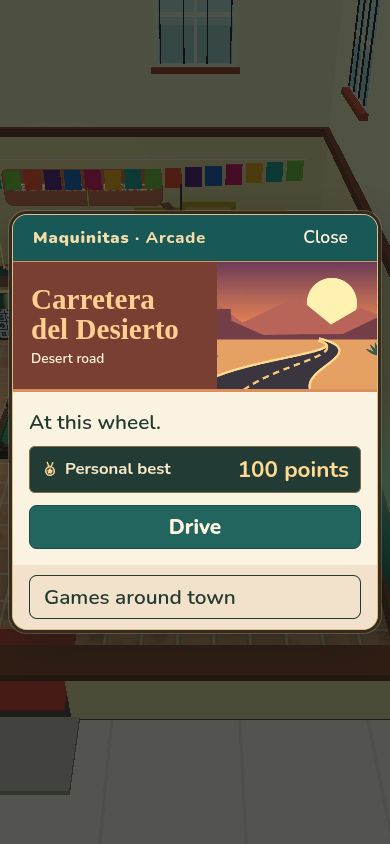 Maquinitas · Arcade
Close
Carretera
del Desierto
Desert road
At this wheel.
Personal best
100 points
Drive
Games around town